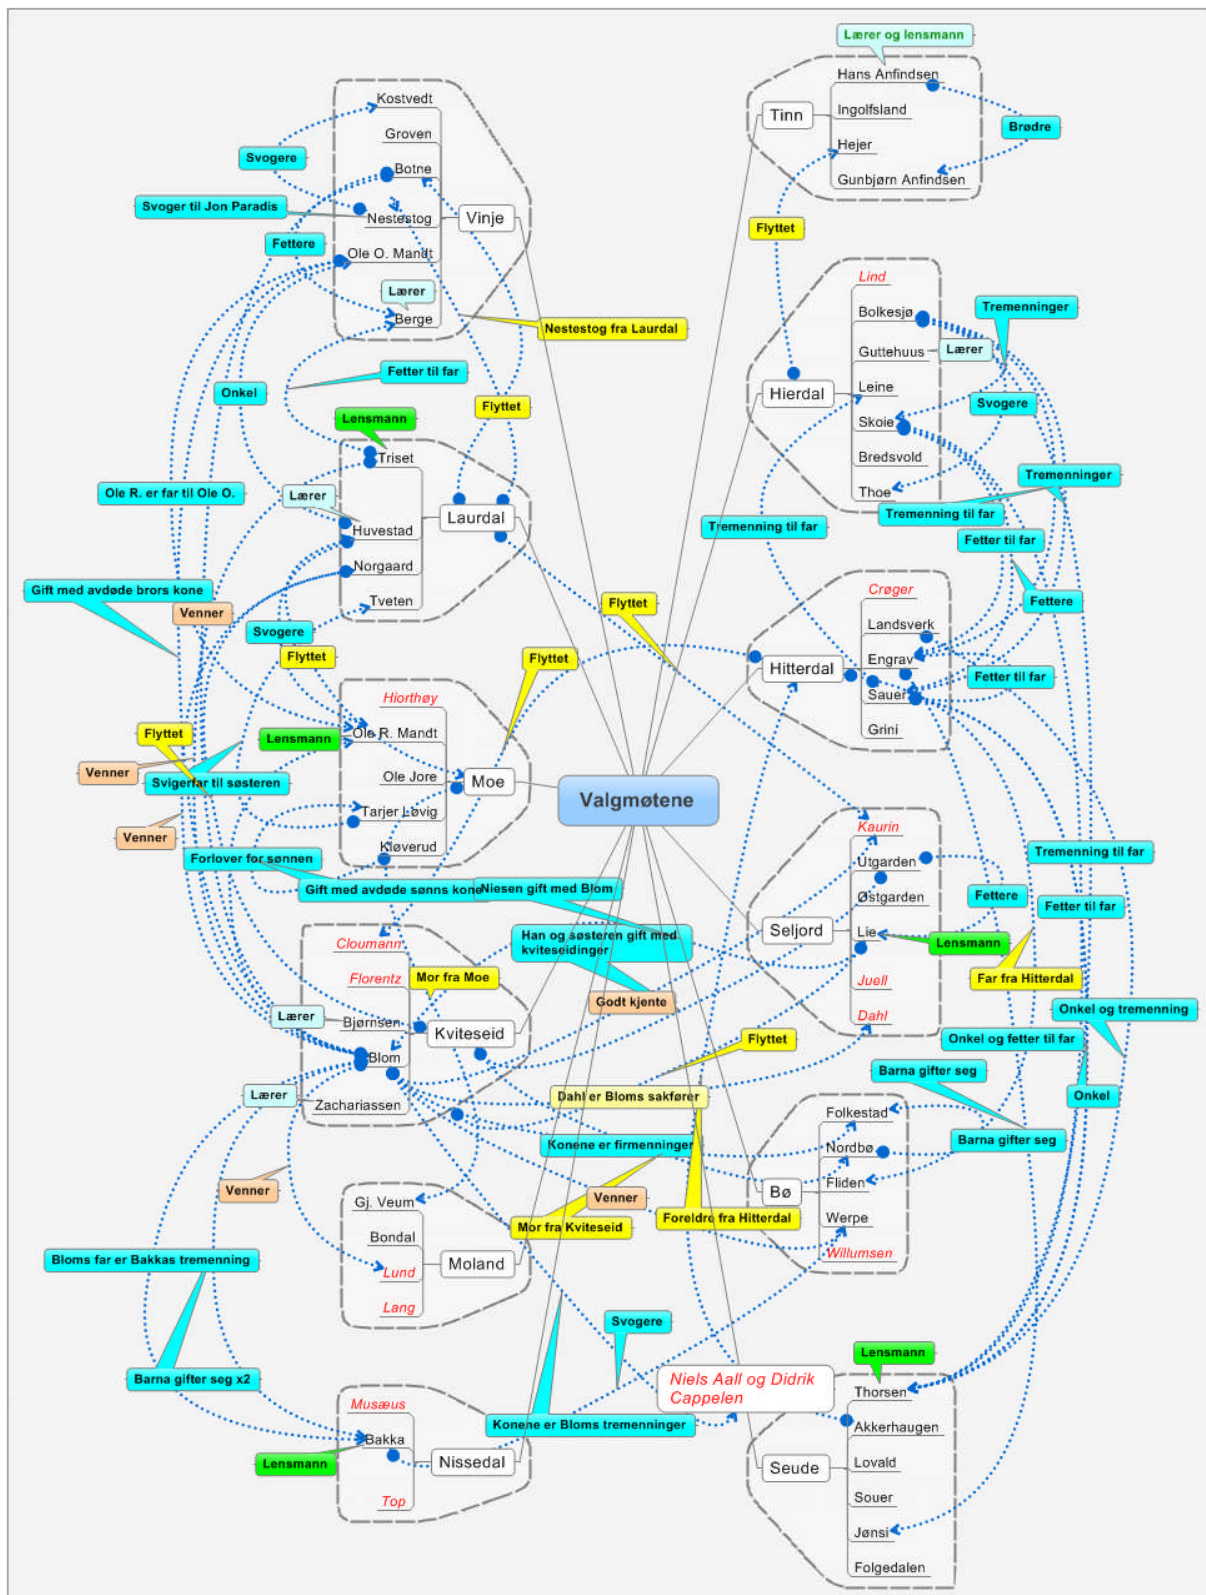 Lærer og lensmann
Hans Anfindsen
Tinn
Ingolfsland
Brødre
Hejer
Gunbjørn Anfindsen
Flyttet
Kostvedt
Groven
Svogere
Botne
Svoger til Jon Paradis
Nestestog
Vinje
Fettere
Ole O. Mandt
Lærer
Berge
Nestestog fra Laurdal
Fetter til far
Onkel
Flyttet
Lind
Bolkesjø
Tremenninger
Guttehuus
Lærer
Hierdal
Leine
Svogere
Skoie
Bredsvold
Thoe
Tremenninger
Tremenning til far
Tremenning til far
Fetter til far
Fettere
Lensmann
Triset
Ole R. er far til Ole O.
Lærer
Laurdal
Huvestad
Norgaard
Gift med avdøde brors kone
Tveten
Venner
Svogere
Flyttet
Flyttet
Flyttet
Crøger
Landsverk
Hitterdal
Engrav
Fetter til far
Sauer
Grini
Hiorthøy
Flyttet
Lensmann
Ole R. Mandt
Venner
Svigerfar til søsteren
Ole Jore
Moe
Valgmøtene
Venner
Tarjer Løvig
Kløverud
Forlover for sønnen
Gift med avdøde sønns kone
Niesen gift med Blom
Kaurin
Utgarden
Tremenning til far
Østgarden
Fettere
Fetter til far
Seljord
Lie
Lensmann
Juell
Far fra Hitterdal
Dahl
Onkel og tremenning
Onkel og fetter til far
Han og søsteren gift med
kviteseidinger
Godt kjente
Cloumann
Florentz
Mor fra Moe
Lærer
Bjørnsen
Kviteseid
Blom
Flyttet
Lærer
Zachariassen
Dahl er Bloms sakfører
Barna gifter seg
Onkel
Folkestad
Konene er firmenninger
Nordbø
Barna gifter seg
Bø
Fliden
Venner
Venner
Mor fra Kviteseid
Foreldre fra Hitterdal
Werpe
Willumsen
Gj. Veum
Bondal
Moland
Lund
Lang
Bloms far er Bakkas tremenning
Svogere
Barna gifter seg x2
Lensmann
Niels Aall og Didrik
Cappelen
Thorsen
Konene er Bloms tremenninger
Akkerhaugen
Musæus
Bakka
Lensmann
Nissedal
Top
Seude
Lovald
Souer
Jønsi
Folgedalen